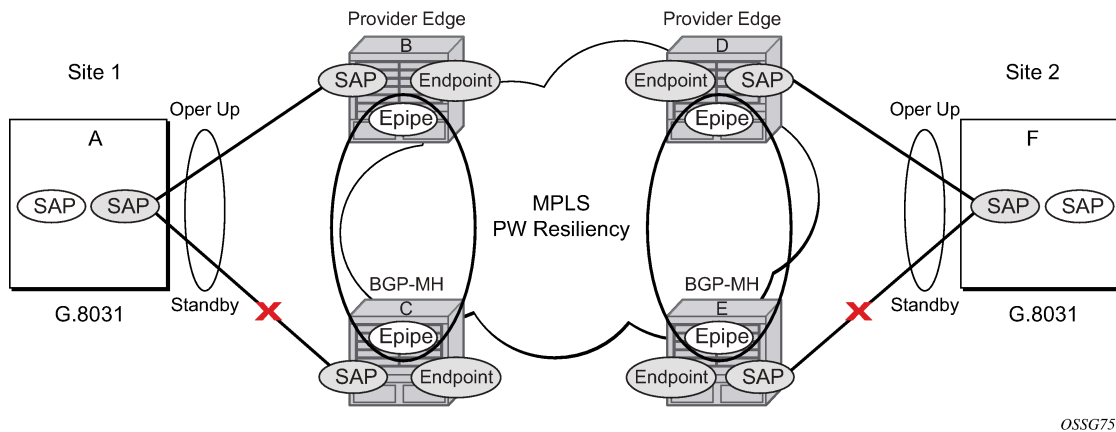 Provider Edge
Provider Edge
Site 1
B
D
Site 2
SAP
Endpoint
Endpoint
SAP
Oper Up
Oper Up
Epipe
Epipe
A
F
SAP
SAP
MPLS
PW Resiliency
SAP
SAP
BGP-MH
BGP-MH
Standby
Standby
G.8031
G.8031
C
E
Epipe
Epipe
SAP
Endpoint
Endpoint
SAP
OSSG75